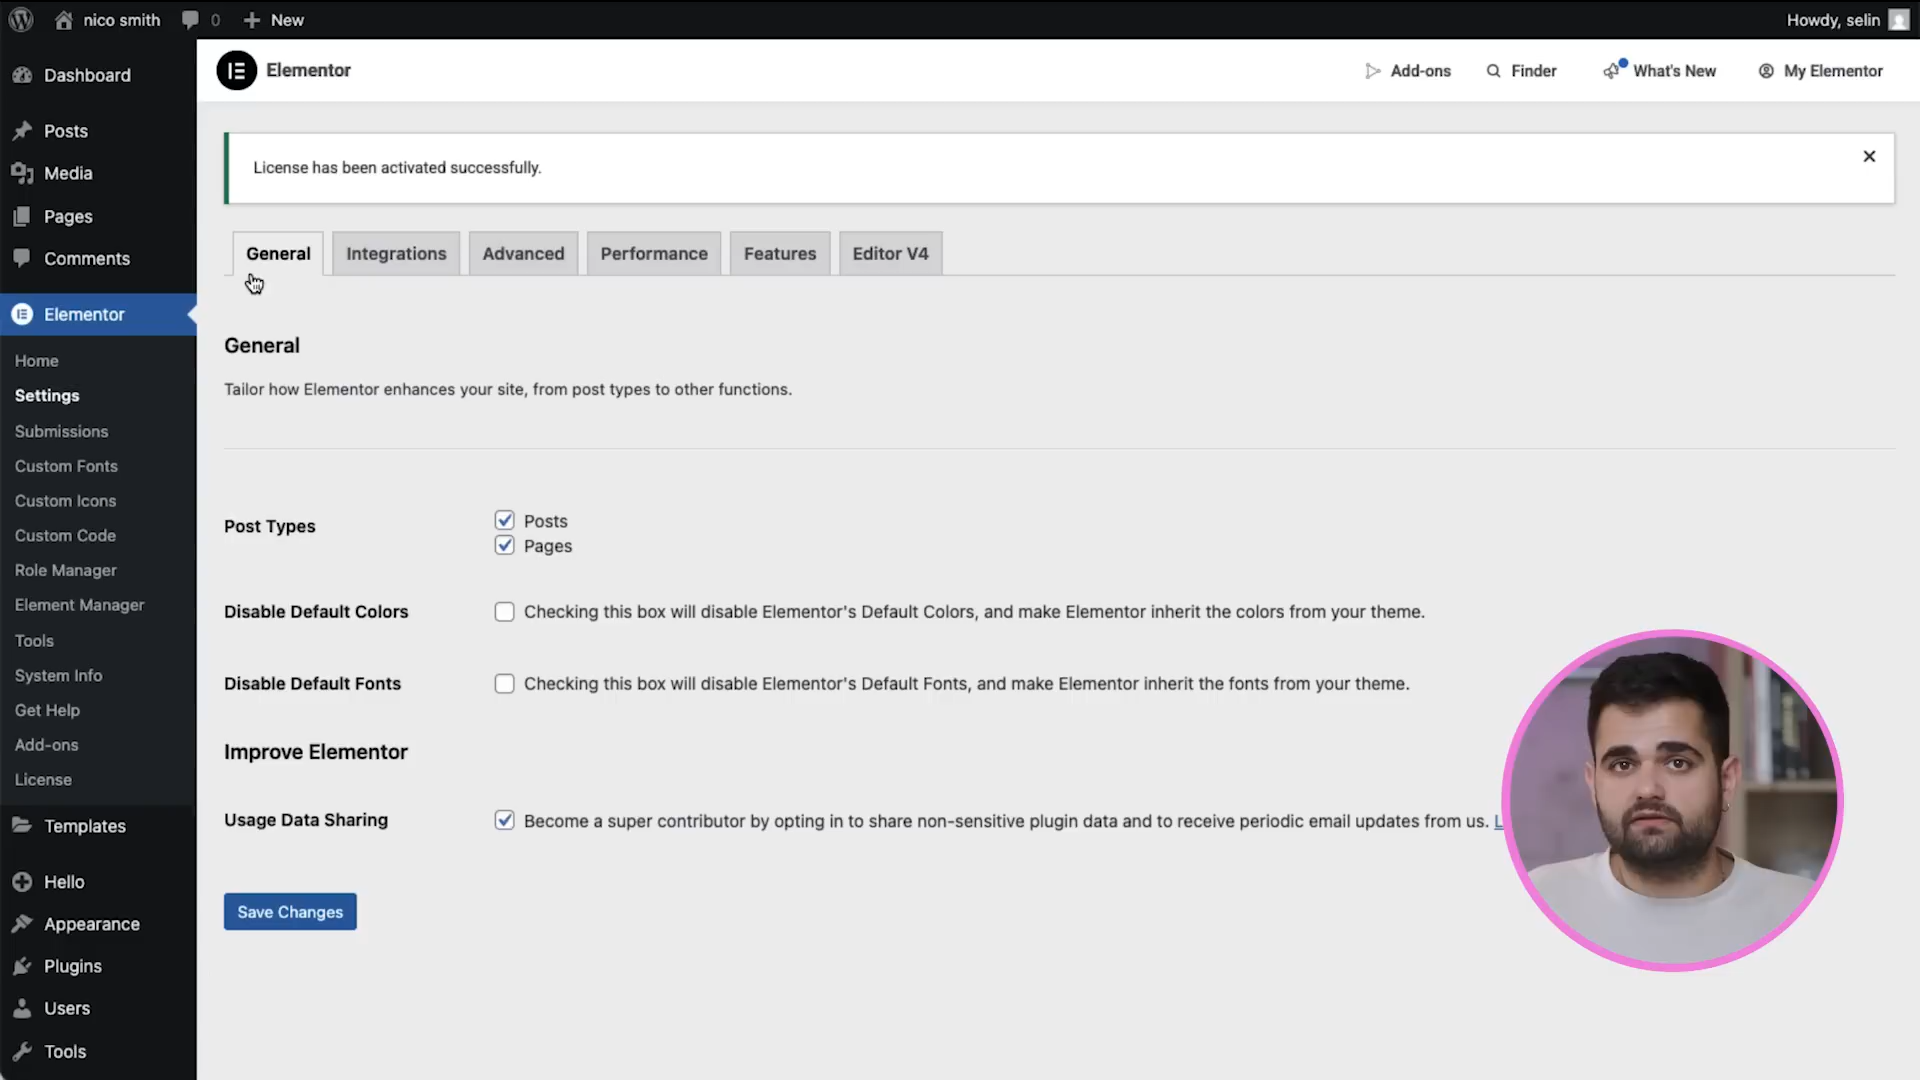 nico smith
0
New
Howdy, selin
Dashboard
Posts
Media
Pages
Comments
Elementor
Home
Settings
Submissions
Custom Fonts
Custom Icons
Custom Code
Role Manager
Element Manager
Tools
System Info
Get Help
Add-ons
License
Templates
Hello
Appearance
Plugins
Users
Tools
Elementor
Add-ons
Finder
What's New
My Elementor
License has been activated successfully.
General
Integrations
Advanced
Performance
Features
Editor V4
General
Tailor how Elementor enhances your site, from post types to other functions.
Post Types
Posts
Pages
Disable Default Colors
Checking this box will disable Elementor's Default Colors, and make Elementor inherit the colors from your theme.
Disable Default Fonts
Checking this box will disable Elementor's Default Fonts, and make Elementor inherit the fonts from your theme.
Improve Elementor
Usage Data Sharing
Become a super contributor by opting in to share non-sensitive plugin data and to receive periodic email updates from us.
Save Changes